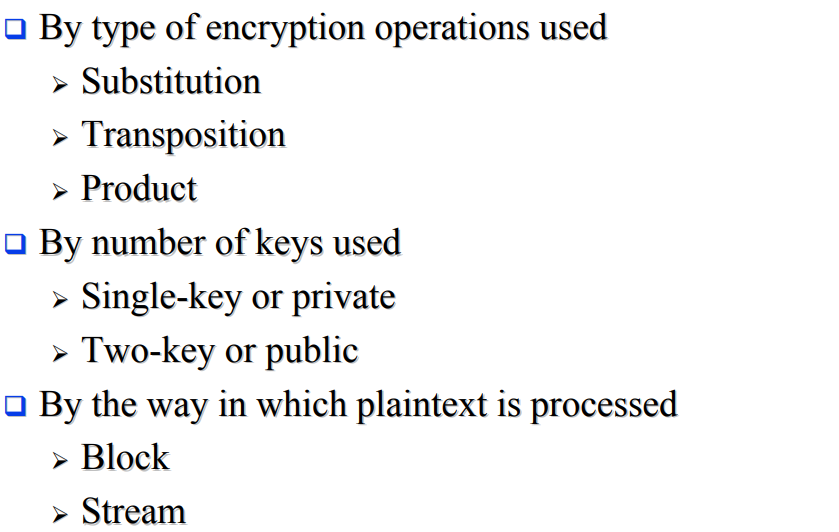 ❑ By type of encryption operations used
➢ Substitution
➢ Transposition
➢ Product
❑ By number of keys used
➢ Single-key or private
➢ Two-key or public
❑ By the way in which plaintext is processed
➢ Block
➢ Stream